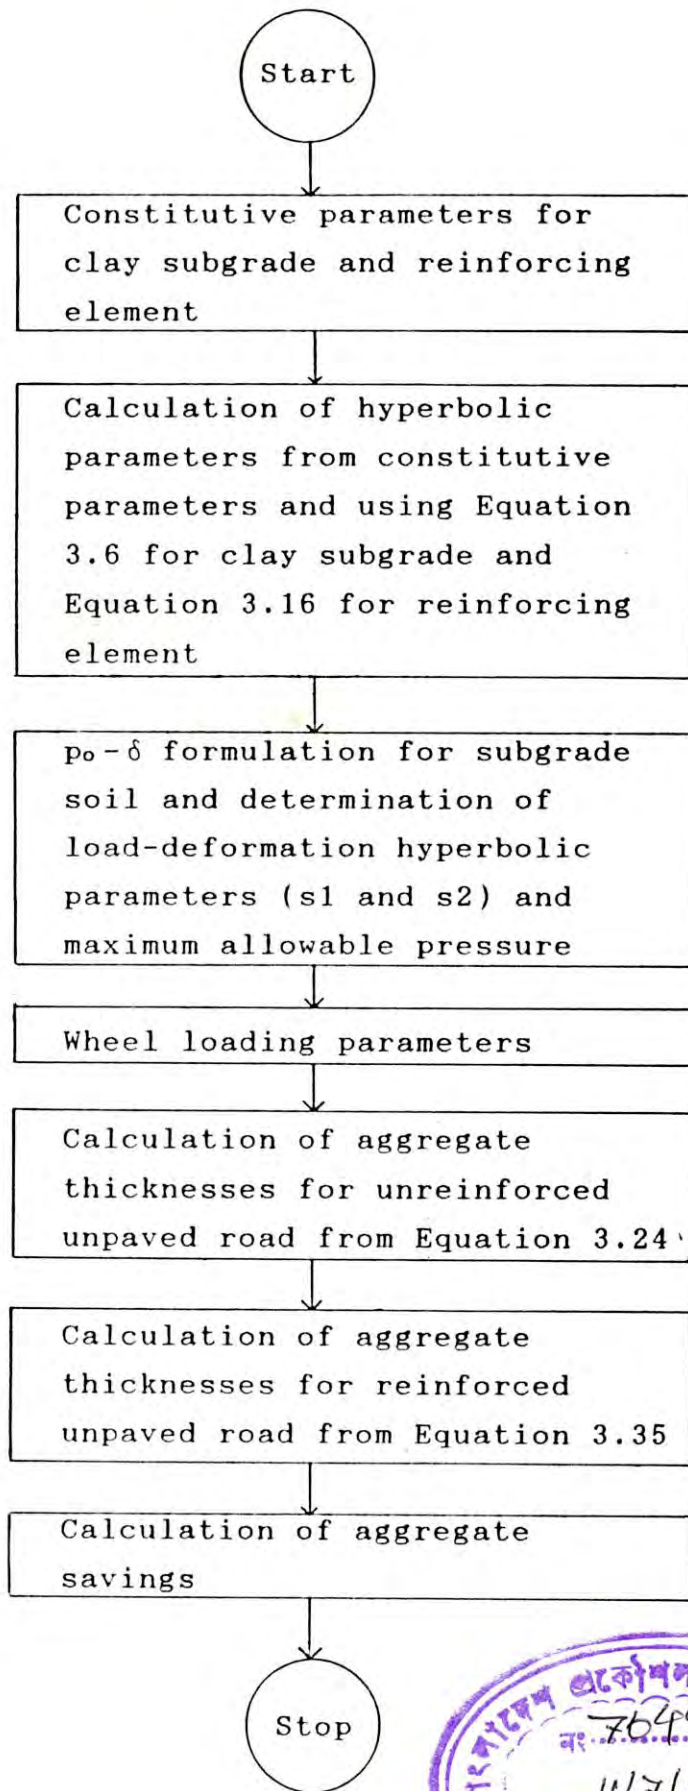 Start
Constitutive parameters for
clay subgrade and reinforcing
element
Calculation of hyperbolic
parameters from constitutive
parameters and using Equation
3.6 for clay subgrade and
Equation 3.16 for reinforcing
element
po-δ formulation for subgrade
soil and determination of
load-deformation hyperbolic
parameters (s1 and s2) and
maximum allowable pressure
Wheel loading parameters
Calculation of aggregate
thicknesses for unreinforced
unpaved road from Equation 3.24
Calculation of aggregate
thicknesses for reinforced
unpaved road from Equation 3.35
Calculation of aggregate
savings
Stop
নং